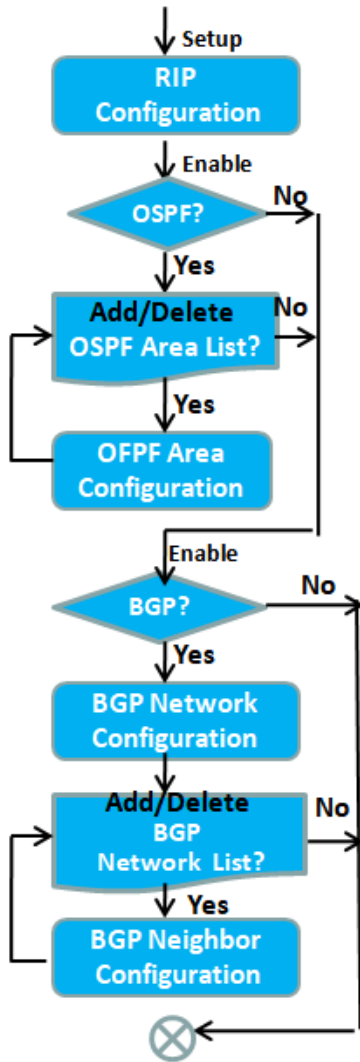 Setup
RIP
Configuration
Enable
OSPF?
No
Yes
Add/Delete
OSPF Area List?
No
Yes
OFPF Area
Configuration
Enable
BGP?
No
Yes
BGP Network
Configuration
Add/Delete
BGP
Network List?
No
Yes
BGP Neighbor
Configuration